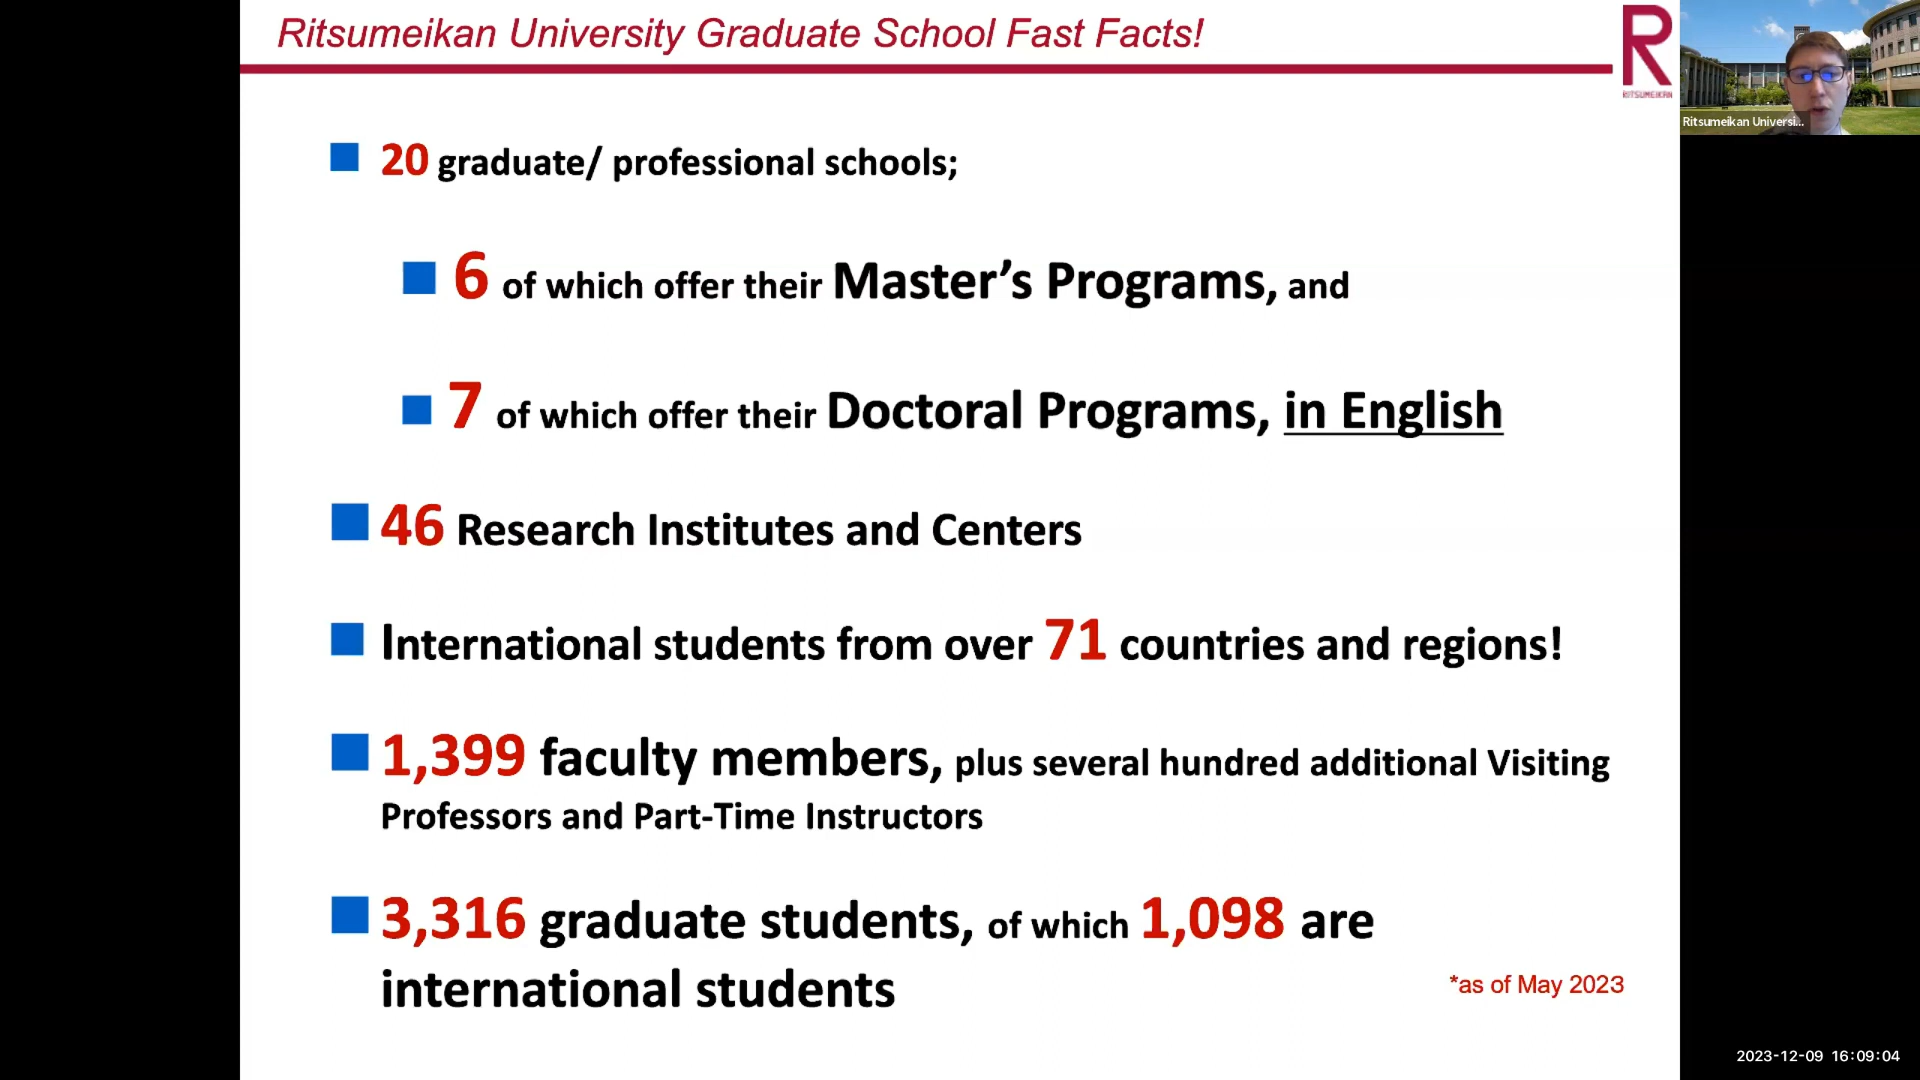 Ritsumeikan University Graduate School Fast Facts!
R
RITSUMEIKAN
Ritsumeikan Universi...
20 graduate/ professional schools;
6 of which offer their Master’s Programs, and
7 of which offer their Doctoral Programs, in English
46 Research Institutes and Centers
International students from over 71 countries and regions!
1,399 faculty members, plus several hundred additional Visiting
Professors and Part-Time Instructors
3,316 graduate students, of which 1,098 are
international students
*as of May 2023
2023-12-09 16:09:04